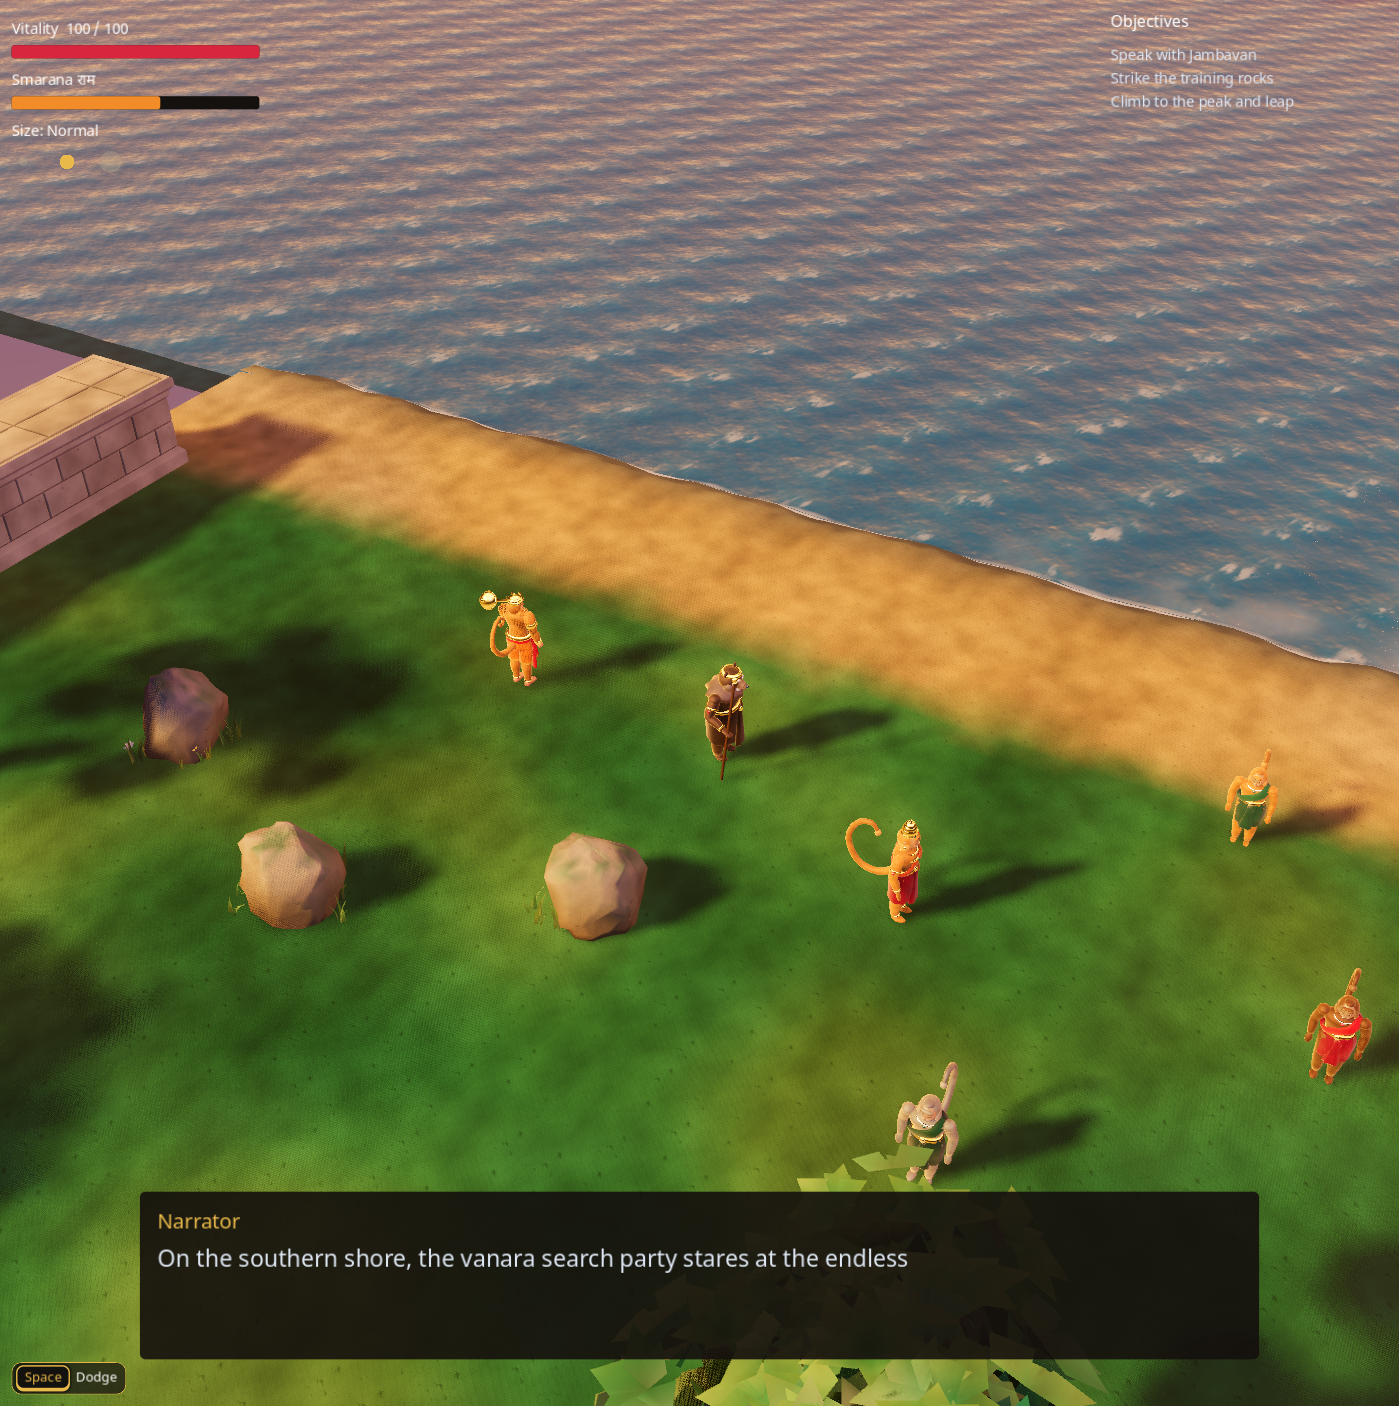 Vitality 100 / 100
Smarana राम
Size: Normal
Objectives
Speak with Jambavan
Strike the training rocks
Climb to the peak and leap
Narrator
On the southern shore, the vanara search party stares at the endless
Space Dodge